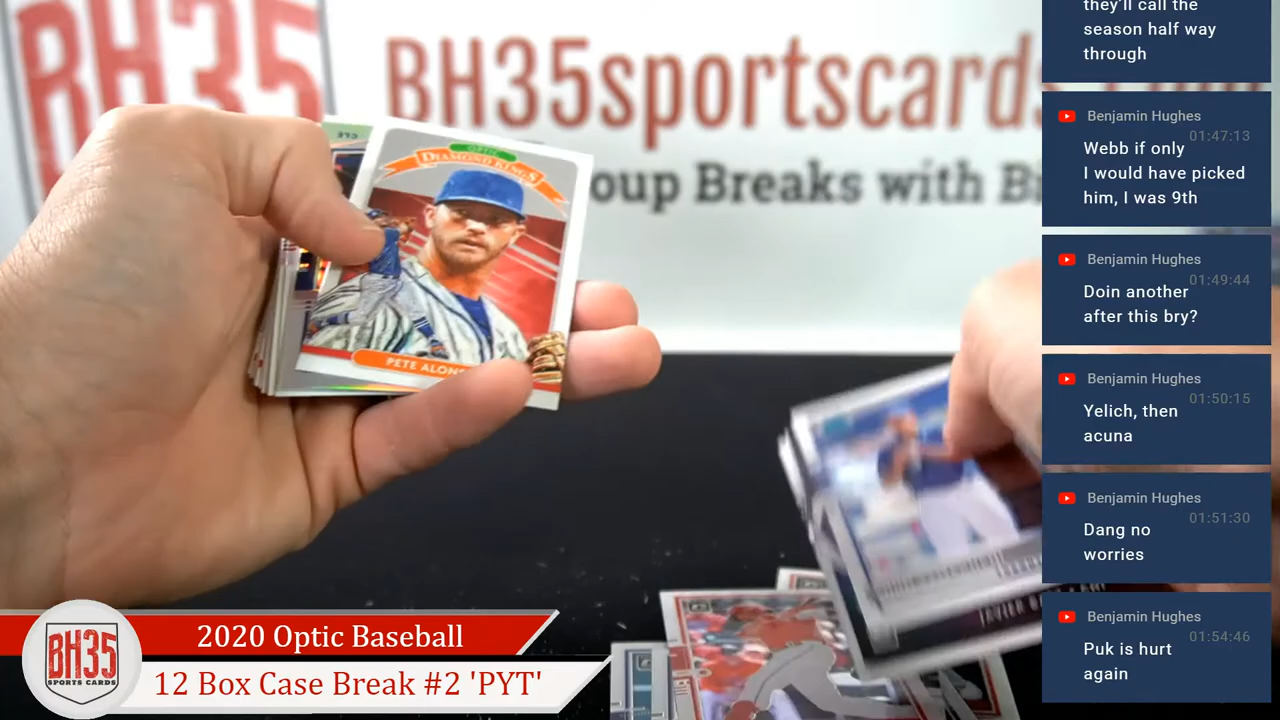 BH35
BH35sportscards
oup Breaks with B
CLE
OPTIC
DIAMOND KINGS
PETE ALON
2020 Optic Baseball
12 Box Case Break #2 'PYT'
BH35
SPORTS CARDS
they'll call the
season half way
through
Benjamin Hughes
01:47:13
Webb if only
I would have picked
him, I was 9th
Benjamin Hughes
01:49:44
Doin another
after this bry?
Benjamin Hughes
01:50:15
Yelich, then
acuna
Benjamin Hughes
01:51:30
Dang no
worries
Benjamin Hughes
01:54:46
Puk is hurt
again